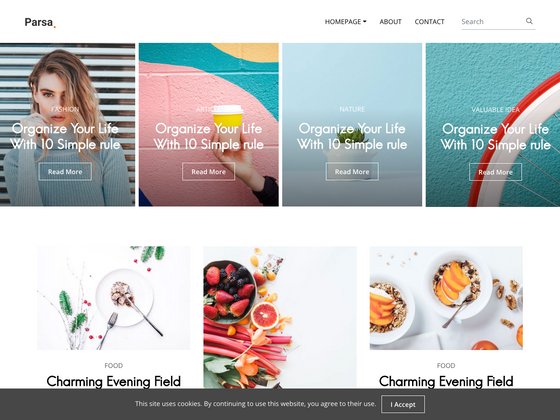 Parsa.
HOMEPAGE
ABOUT
CONTACT
Search
FASHION
Organize Your Life
With 10 Simple rule
Read More
Organize Your Life
With 10 Simple rule
Read More
NATURE
Organize Your Life
With 10 Simple rule
Read More
VALUABLE IDEA
Organize Your Life
With 10 Simple rule
Read More
FOOD
Charming Evening Field
FOOD
Charming Evening Field
This site uses cookies. By continuing to use this website, you agree to their use.
I Accept